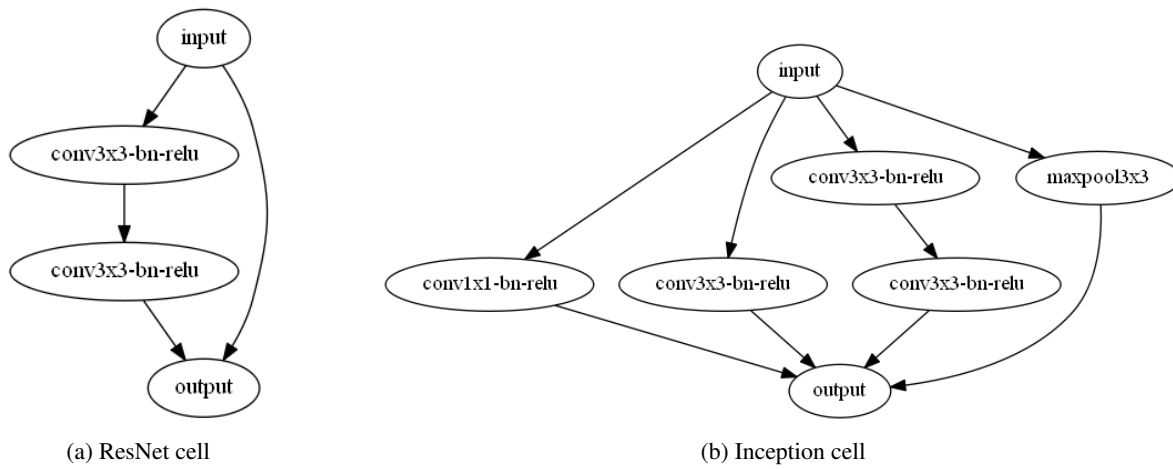 input
conv3x3-bn-relu
conv3x3-bn-relu
output
(a) ResNet cell
input
conv3x3-bn-relu
maxpool3x3
conv1x1-bn-relu
conv3x3-bn-relu
conv3x3-bn-relu
output
(b) Inception cell